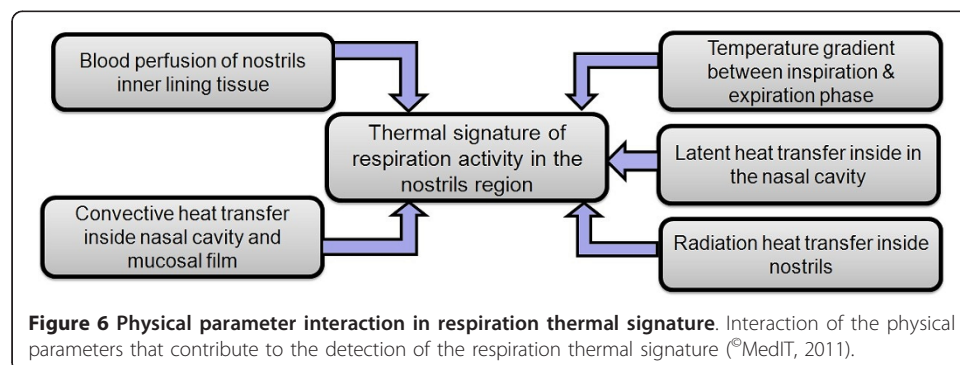 Blood perfusion of nostrils
inner lining tissue
Temperature gradient
between inspiration &
expiration phase
Thermal signature of
respiration activity in the
nostrils region
Latent heat transfer inside in
the nasal cavity
Convective heat transfer
inside nasal cavity and
mucosal film
Radiation heat transfer inside
nostrils
Figure 6 Physical parameter interaction in respiration thermal signature. Interaction of the physical
parameters that contribute to the detection of the respiration thermal signature (©MedIT, 2011).